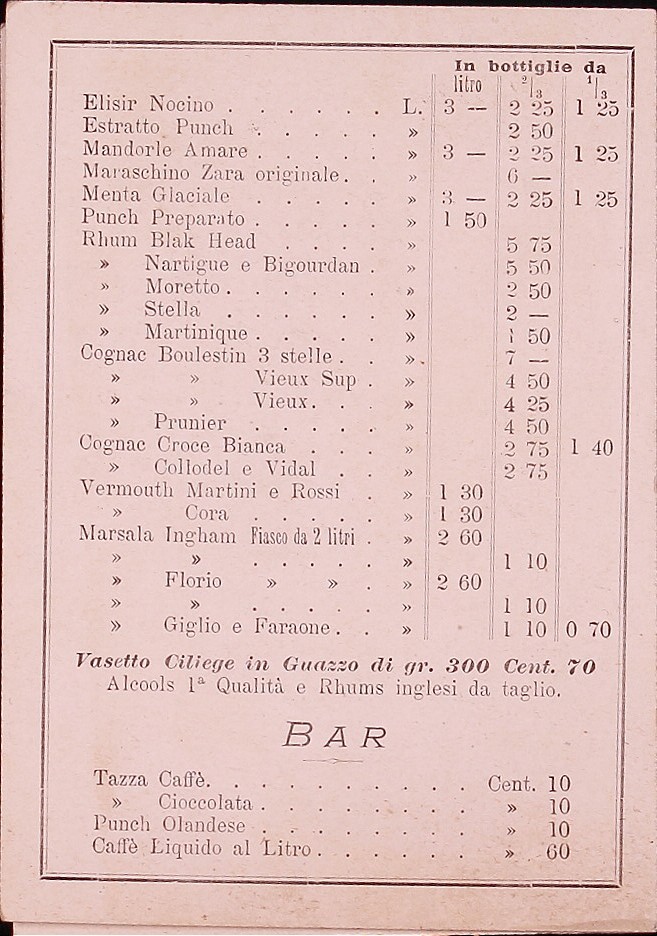 In bottiglie da
litro 2/3 1/3
Elisir Nocino . . . . . . L. 3 — 2 25 1 25
Estratto Punch . . . . . » 2 50
Mandorle Amare . . . . . » 3 — 2 25 1 25
Maraschino Zara originale . . » 6 —
Menta Glaciale . . . . . » 3 — 2 25 1 25
Punch Preparato . . . . . » 1 50
Rhum Blak Head . . . . » 5 75
» Nartigue e Bigourdan . » 5 50
» Moretto . . . . . . » 2 50
» Stella . . . . . . » 2 —
» Martinique . . . . . » 1 50
Cognac Boulestin 3 stelle . . » 7 —
» » Vieux Sup . » 4 50
» » Vieux . . . » 4 25
» Prunier . . . . . » 4 50
Cognac Croce Bianca . . . » 2 75 1 40
» Collodel e Vidal . . » 2 75
Vermouth Martini e Rossi . » 1 30
» Cora . . . . . » 1 30
Marsala Ingham Fiasco da 2 litri . » 2 60
» » . . . . . » 1 10
» Florio » » . » 2 60
» » . . . . . » 1 10
» Giglio e Faraone . . » 1 10 0 70
Vasetto Ciliege in Guazzo di gr. 300 Cent. 70
Alcools 1ª Qualità e Rhums inglesi da taglio.
BAR
Tazza Caffè. . . . . . . . . . Cent. 10
» Cioccolata . . . . . . . . » 10
Punch Olandese . . . . . . . . » 10
Caffè Liquido al Litro . . . . . . » 60